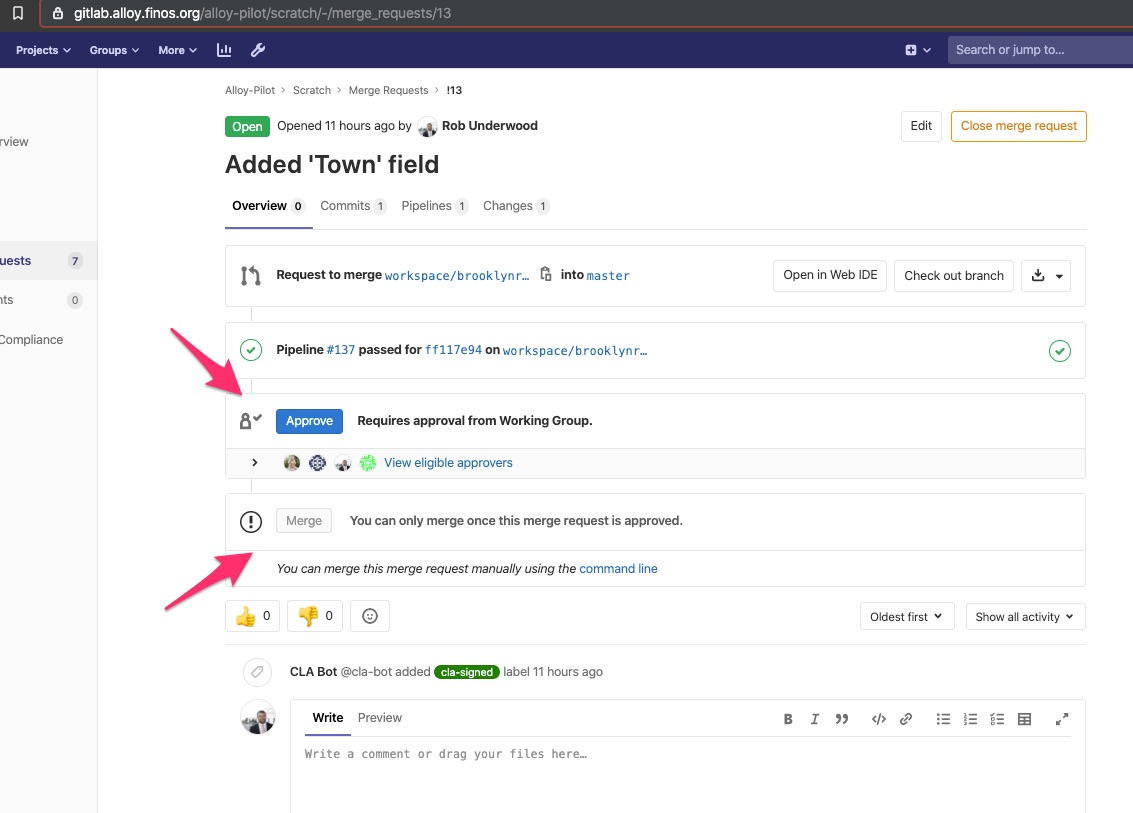 gitlab.alloy.finos.org/alloy-pilot/scratch/-/merge_requests/13
Projects Groups More Search or jump to...
Alloy-Pilot > Scratch > Merge Requests > !13
Open Opened 11 hours ago by Rob Underwood Edit Close merge request
rview
Added 'Town' field
Overview 0 Commits 1 Pipelines 1 Changes 1
uests 7
Request to merge workspace/brooklynr... into master Open in Web IDE Check out branch
nts 0
Compliance
Pipeline #137 passed for ff117e94 on workspace/brooklynr...
Approve Requires approval from Working Group.
View eligible approvers
Merge You can only merge once this merge request is approved.
You can merge this merge request manually using the command line
0 0 Oldest first Show all activity
CLA Bot @cla-bot added cla-signed label 11 hours ago
Write Preview
Write a comment or drag your files here...